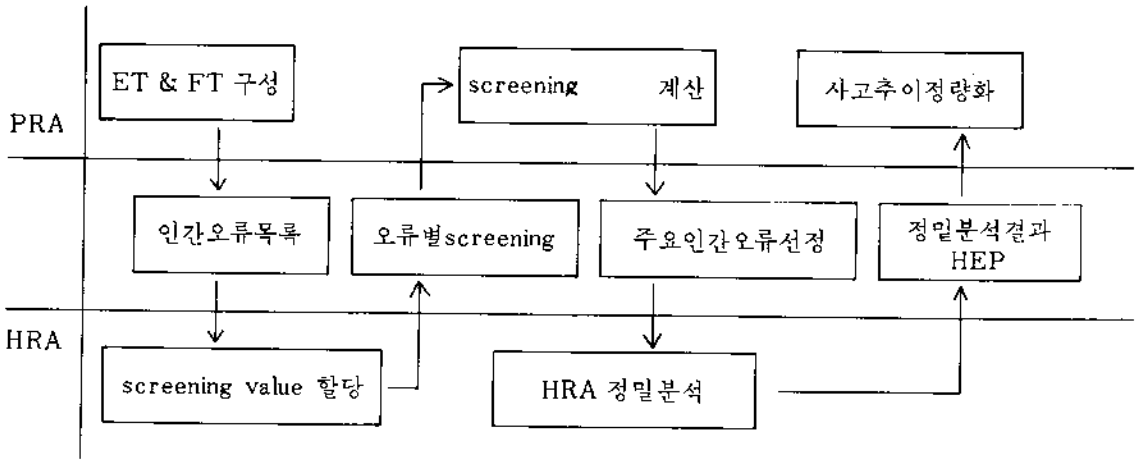 ET & FT 구성
screening 계산
사고추이정량화
PRA
인간오류목록
오류별screening
주요인간오류선정
정밀분석결과
HEP
HRA
screening value 할당
HRA 정밀분석